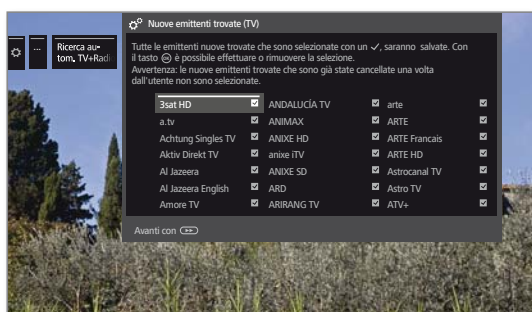 Nuove emittenti trovate (TV)
...
Ricerca au-
tom. TV+Radi
Tutte le emittenti nuove trovate che sono selezionate con un ✓, saranno salvate. Con
il tasto OK è possibile effettuare o rimuovere la selezione.
Avvertenza: le nuove emittenti trovate che sono già state cancellate una volta
dall'utente non sono selezionate.
3sat HD ANDALUCÍA TV arte
a.tv ANIMAX ARTE
Achtung Singles TV ANIXE HD ARTE Francais
Aktiv Direkt TV anixe iTV ARTE HD
Al Jazeera ANIXE SD Astrocanal TV
Al Jazeera English ARD Astro TV
Amore TV ARIRANG TV ATV+
Avanti con